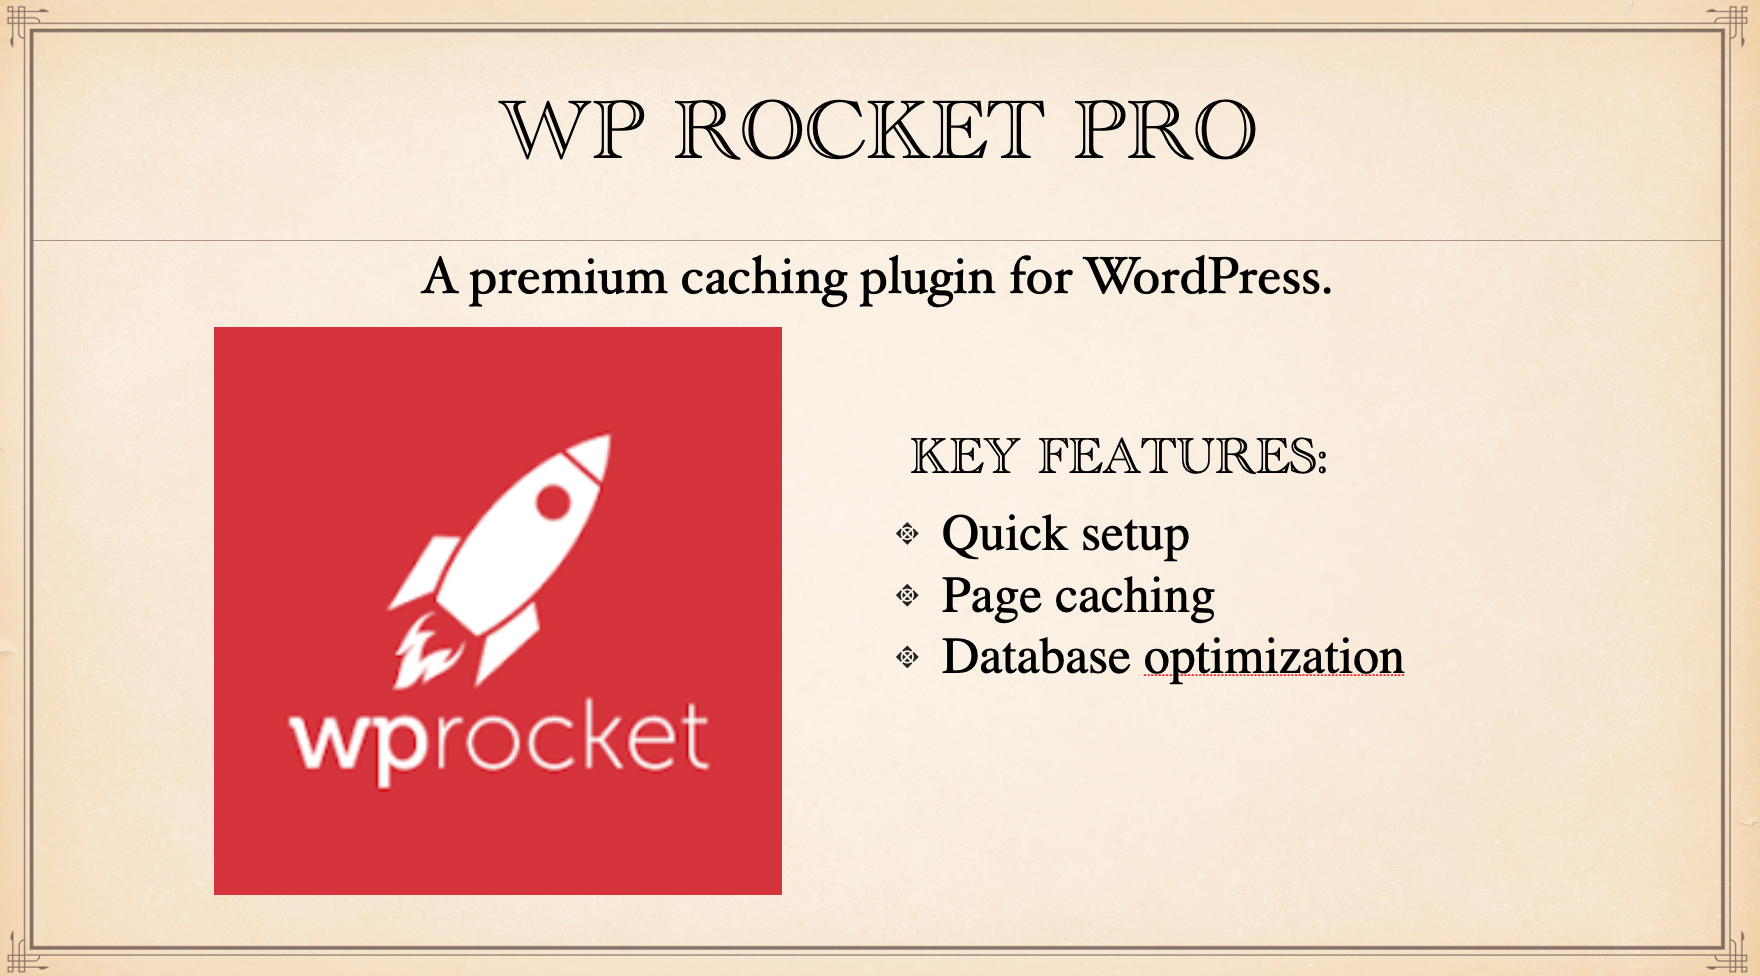 WP ROCKET PRO
A premium caching plugin for WordPress.
wprocket
KEY FEATURES:
Quick setup
Page caching
Database optimization